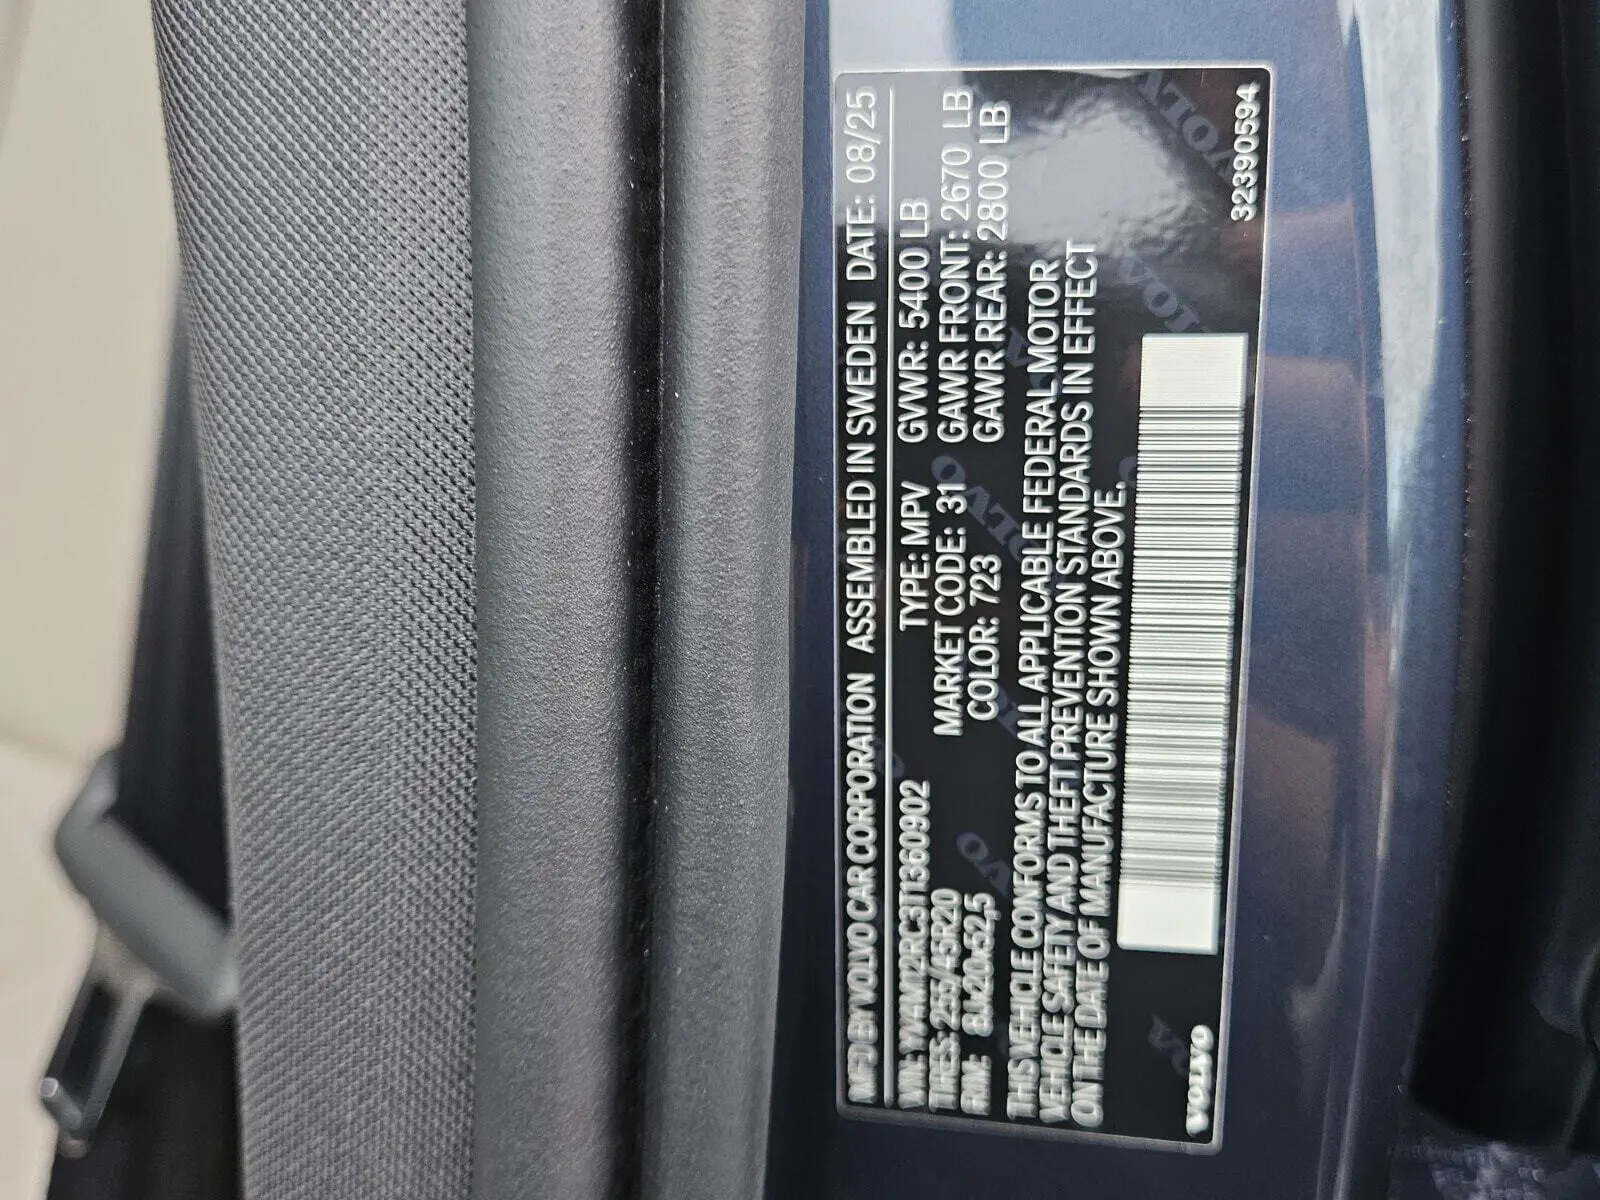 MFD BY VOLVO CAR CORPORATION ASSEMBLED IN SWEDEN DATE: 08/25
VIN: YV4M12RC3T1360902 TYPE: MPV GVWR: 5400 LB
TIRES: 255/45R20 MARKET CODE: 31 GAWR FRONT: 2670 LB
RIM: 8Jx20x52,5 COLOR: 723 GAWR REAR: 2800 LB
THIS VEHICLE CONFORMS TO ALL APPLICABLE FEDERAL MOTOR
VEHICLE SAFETY AND THEFT PREVENTION STANDARDS IN EFFECT
ON THE DATE OF MANUFACTURE SHOWN ABOVE.
VOLVO
32390594